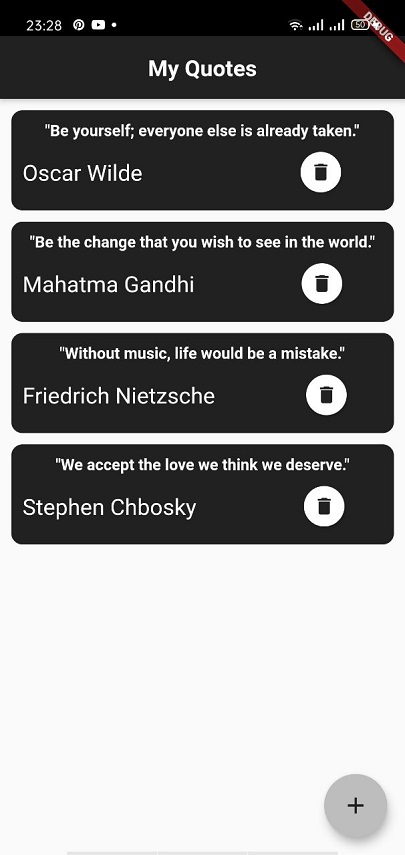 23:28
50
DEBUG
My Quotes
"Be yourself; everyone else is already taken."
Oscar Wilde
"Be the change that you wish to see in the world."
Mahatma Gandhi
"Without music, life would be a mistake."
Friedrich Nietzsche
"We accept the love we think we deserve."
Stephen Chbosky
+